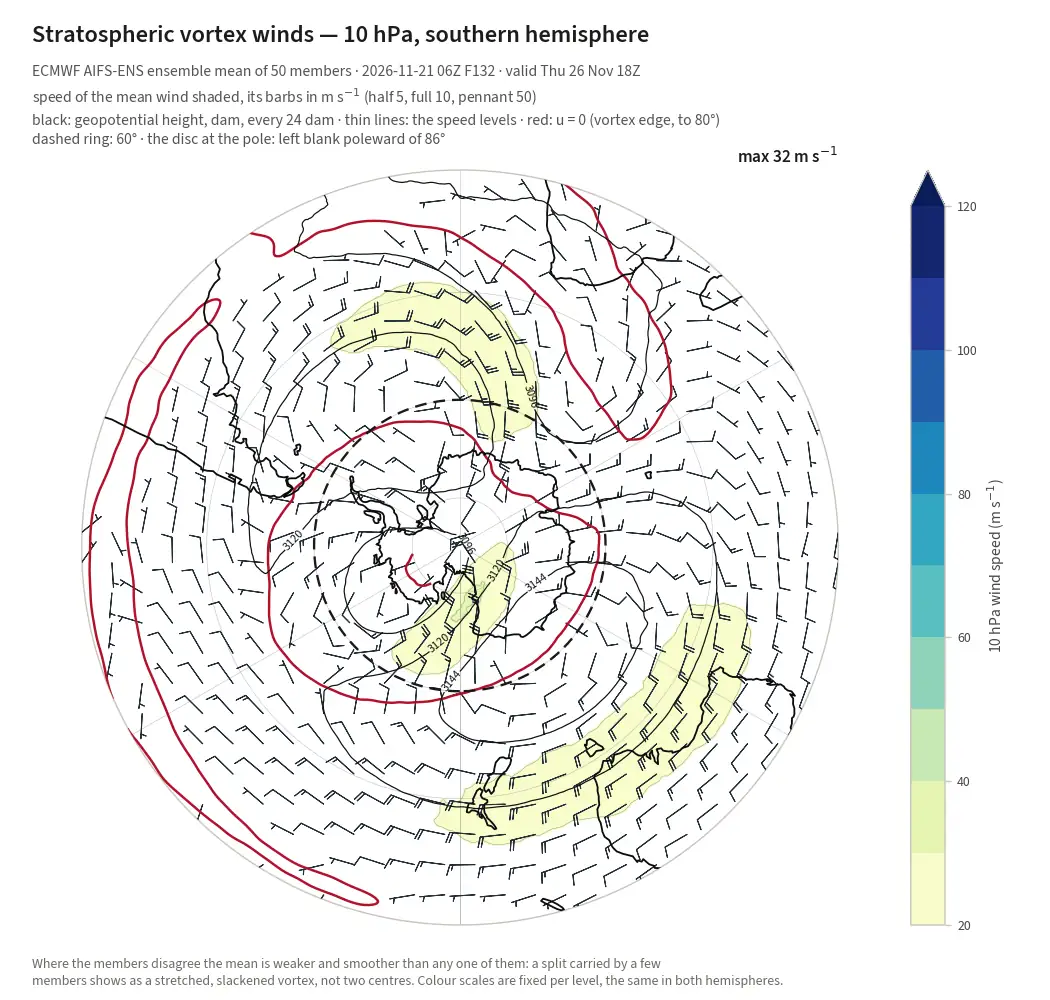 Stratospheric vortex winds — 10 hPa, southern hemisphere
ECMWF AIFS-ENS ensemble mean of 50 members · 2026-11-21 06Z F132 · valid Thu 26 Nov 18Z
speed of the mean wind shaded, its barbs in m s⁻¹ (half 5, full 10, pennant 50)
black: geopotential height, dam, every 24 dam · thin lines: the speed levels · red: u = 0 (vortex edge, to 80°)
dashed ring: 60° · the disc at the pole: left blank poleward of 86°
max 32 m s⁻¹
120
100
80
60
40
20
10 hPa wind speed (m s⁻¹)
3096
3120
3096
3120
3144
3120
3144
Where the members disagree the mean is weaker and smoother than any one of them: a split carried by a few
members shows as a stretched, slackened vortex, not two centres. Colour scales are fixed per level, the same in both hemispheres.